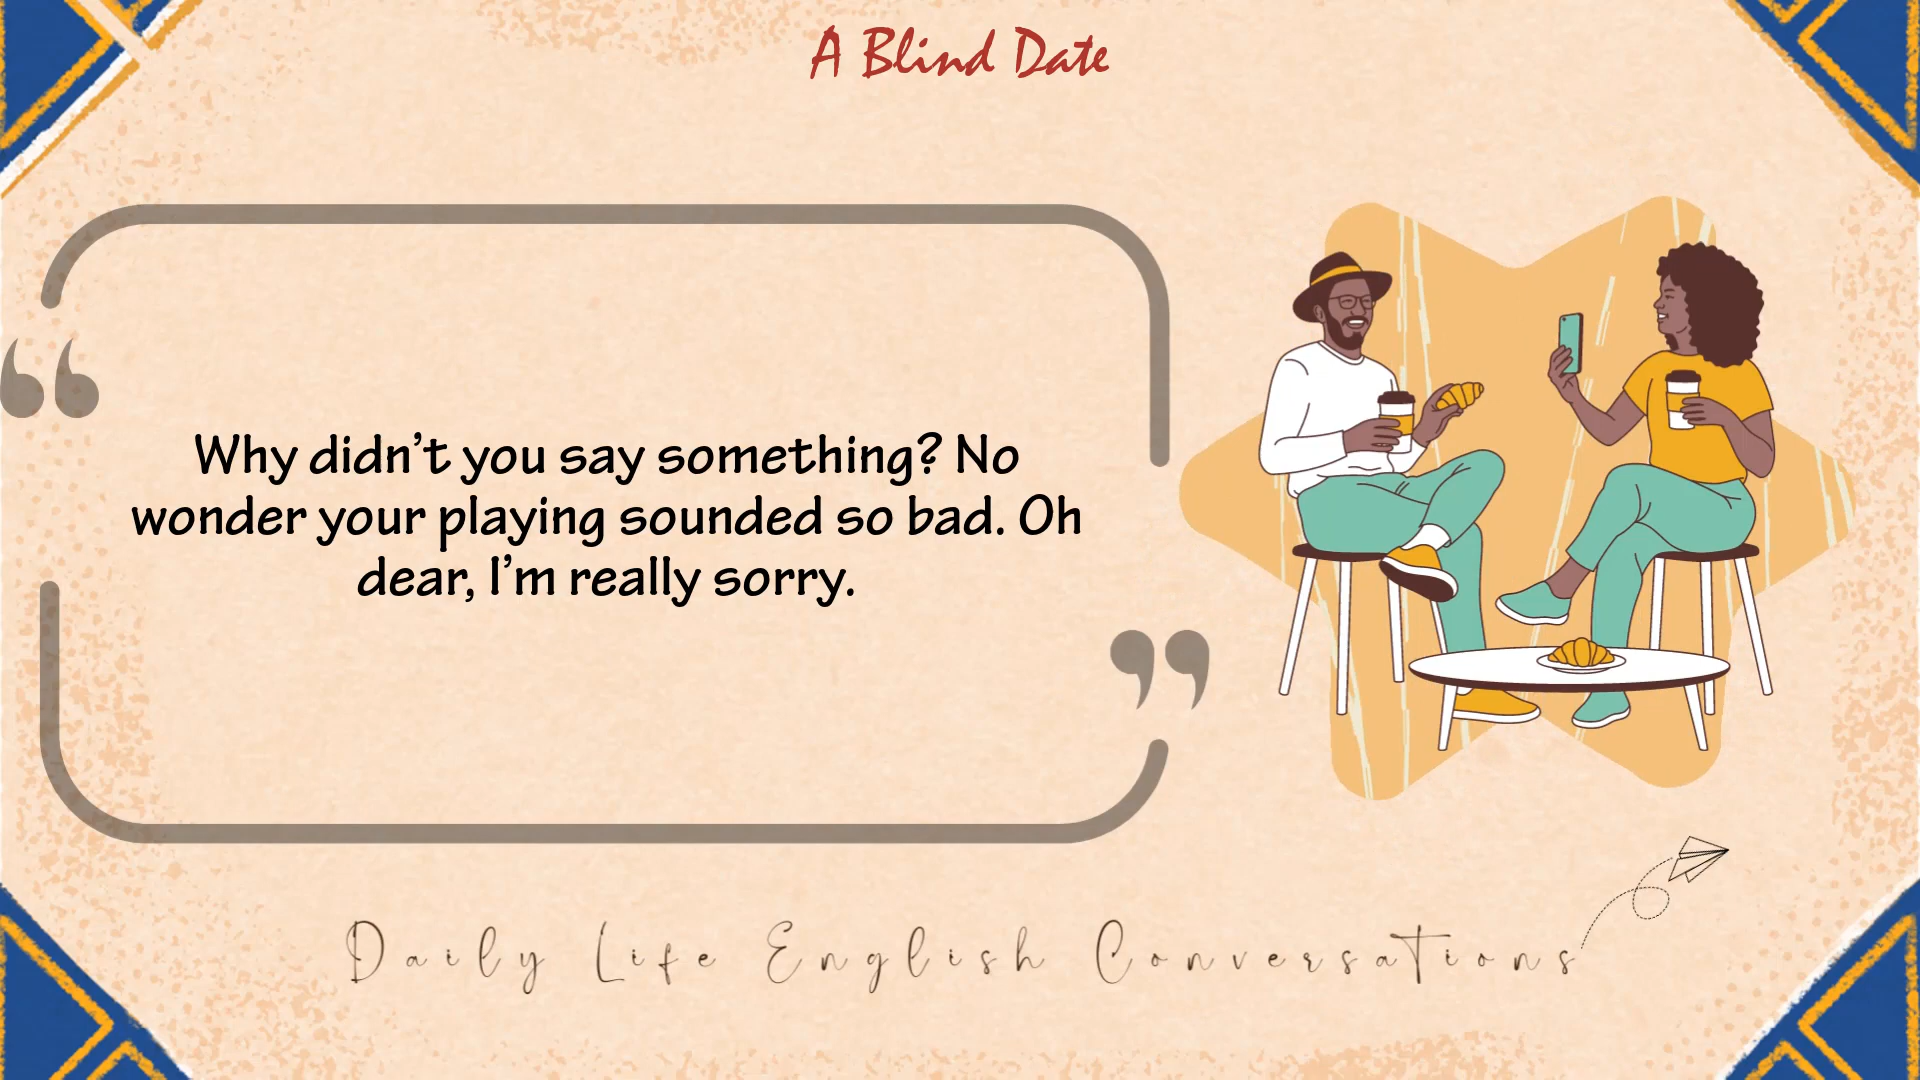 A Blind Date
Why didn’t you say something? No
wonder your playing sounded so bad. Oh
dear, I’m really sorry.
Daily Life English Conversations